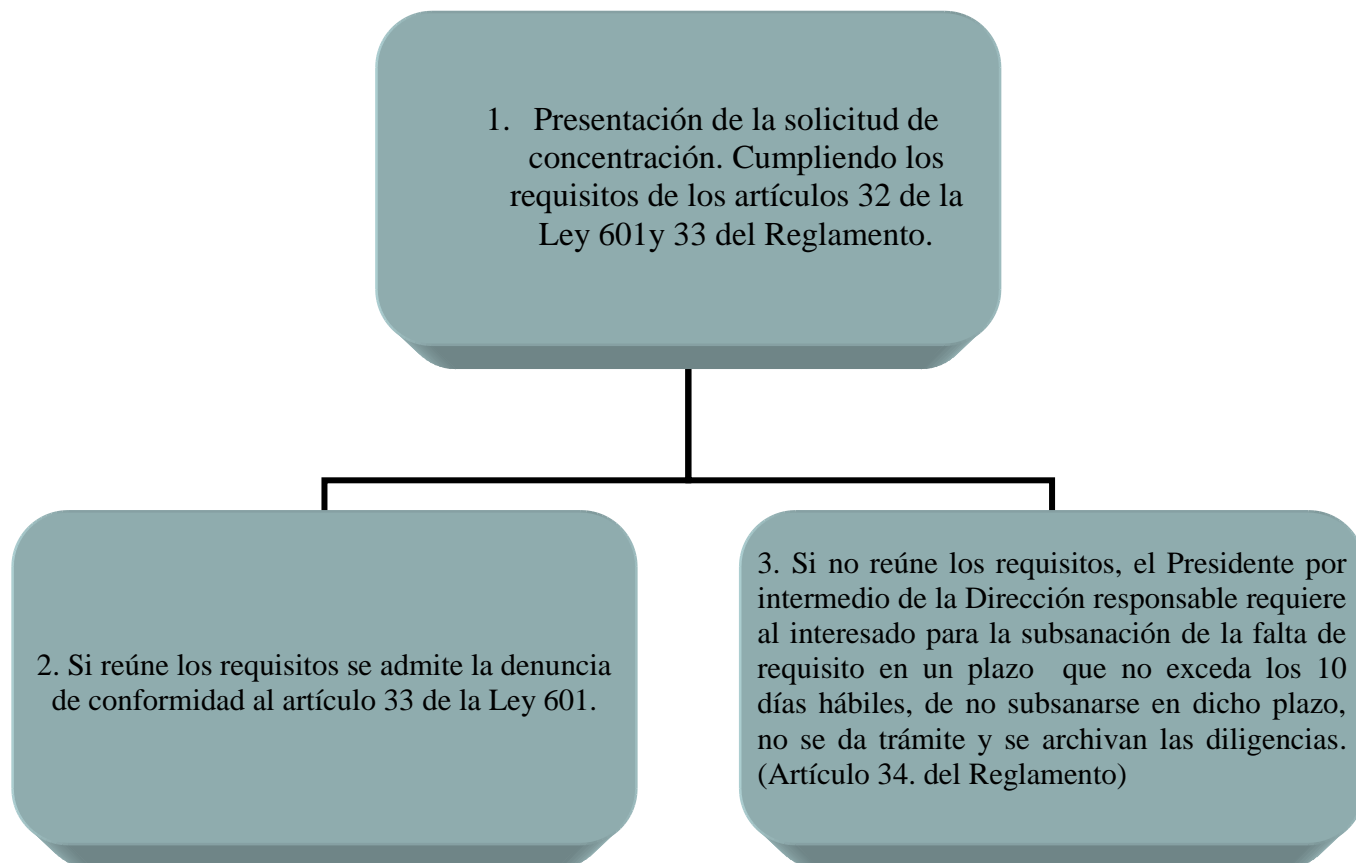 1. Presentación de la solicitud de
concentración. Cumpliendo los
requisitos de los artículos 32 de la
Ley 601y 33 del Reglamento.
2. Si reúne los requisitos se admite la denuncia
de conformidad al artículo 33 de la Ley 601.
3. Si no reúne los requisitos, el Presidente por
intermedio de la Dirección responsable requiere
al interesado para la subsanación de la falta de
requisito en un plazo que no exceda los 10
días hábiles, de no subsanarse en dicho plazo,
no se da trámite y se archivan las diligencias.
(Artículo 34. del Reglamento)